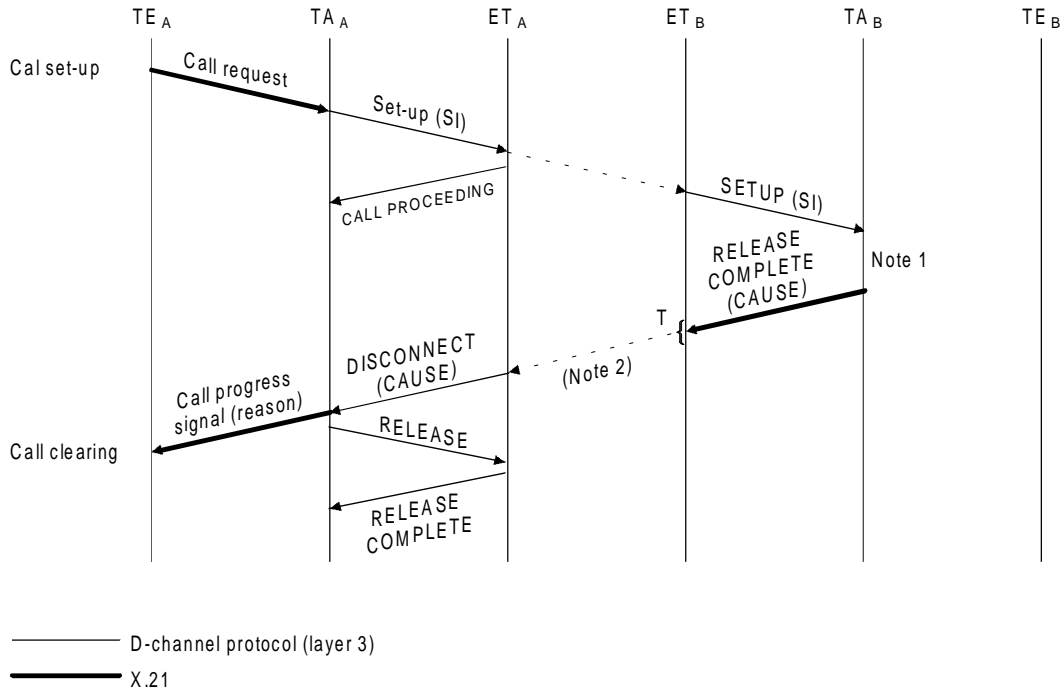 TE A TA A ET A ET B TA B TE B
Cal set-up
Call request
Set-up (SI)
CALL PROCEEDING
SETUP (SI)
RELEASE
COMPLETE
(CAUSE)
Note 1
T {
(Note 2)
DISCONNECT
(CAUSE)
Call progress
signal (reason)
RELEASE
Call clearing
RELEASE
COMPLETE
D-channel protocol (layer 3)
X.21